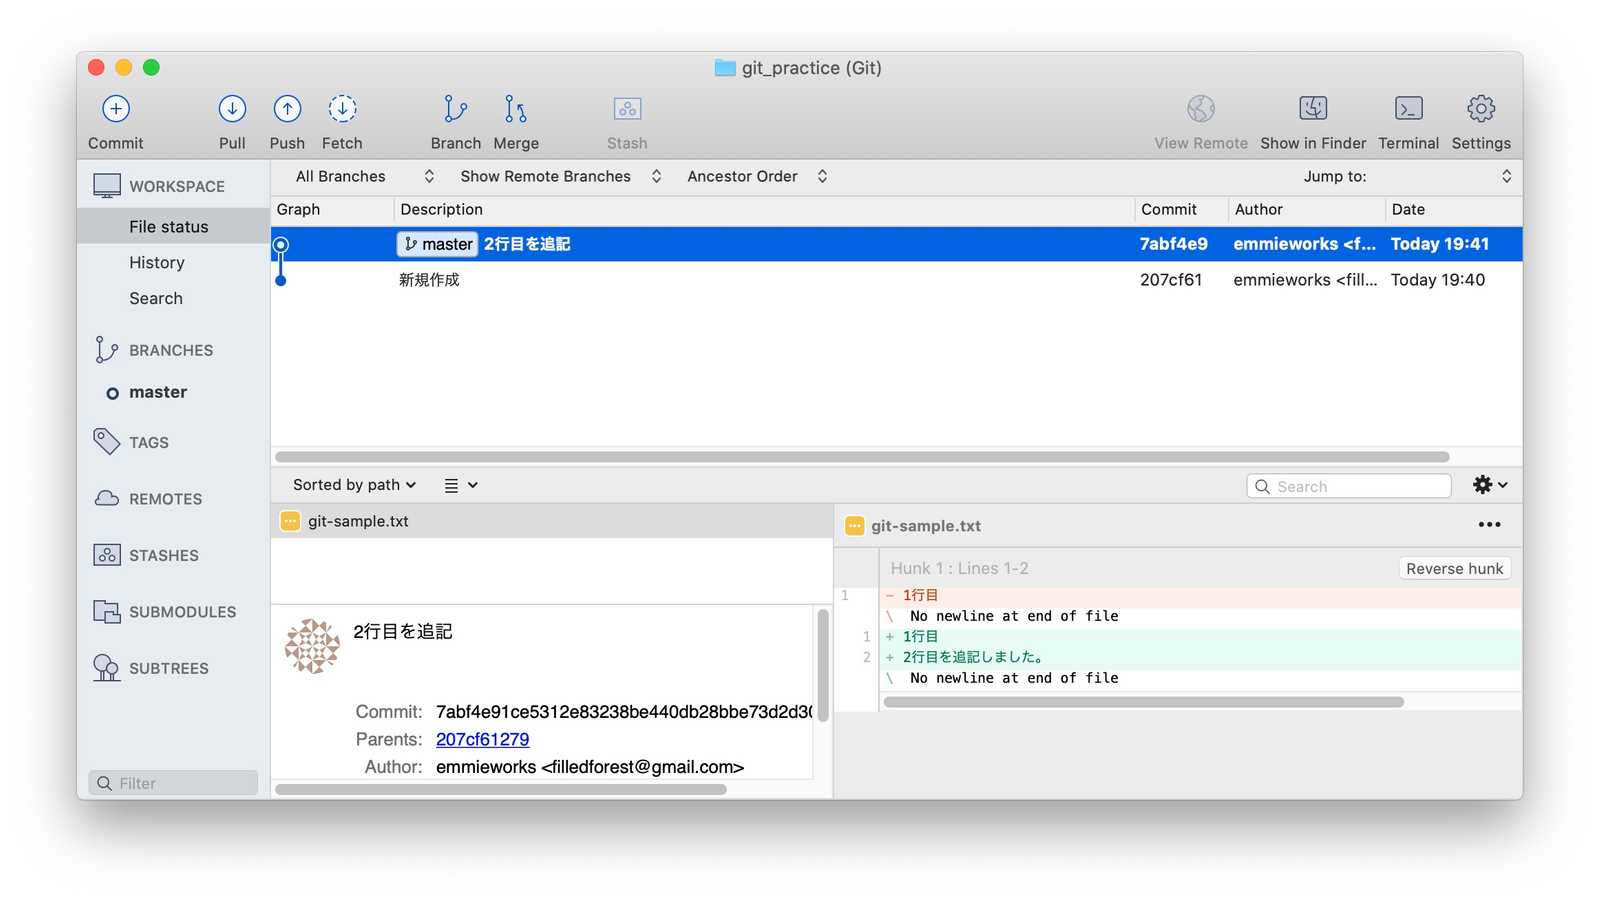 git_practice (Git)
Commit Pull Push Fetch Branch Merge Stash View Remote Show in Finder Terminal Settings
WORKSPACE
File status
History
Search
BRANCHES
master
TAGS
REMOTES
STASHES
SUBMODULES
SUBTREES
Filter
All Branches Show Remote Branches Ancestor Order Jump to:
Graph Description Commit Author Date
master 2行目を追記 7abf4e9 emmieworks <f... Today 19:41
新規作成 207cf61 emmieworks <fill... Today 19:40
Sorted by path Search
git-sample.txt
2行目を追記
Commit: 7abf4e91ce5312e83238be440db28bbe73d2d30
Parents: 207cf61279
Author: emmieworks <filledforest@gmail.com>
git-sample.txt
Hunk 1 : Lines 1-2 Reverse hunk
1 - 1行目
\ No newline at end of file
1 + 1行目
2 + 2行目を追記しました。
\ No newline at end of file